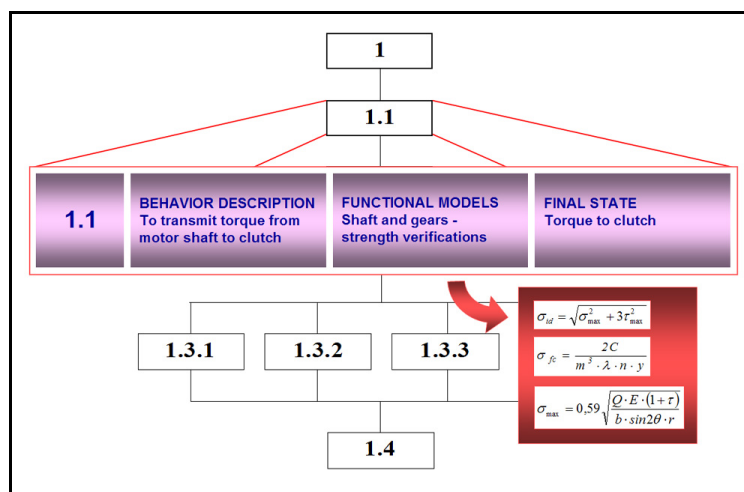 1
1.1
1.1
BEHAVIOR DESCRIPTION
To transmit torque from
motor shaft to clutch
FUNCTIONAL MODELS
Shaft and gears -
strength verifications
FINAL STATE
Torque to clutch
σ_id = √(σ²_max + 3τ²_max)
σ_fc = 2C / (m³ · λ · n · y)
σ_max = 0,59 √(Q·E·(1+τ) / (b·sin2θ·r))
1.3.1
1.3.2
1.3.3
1.4